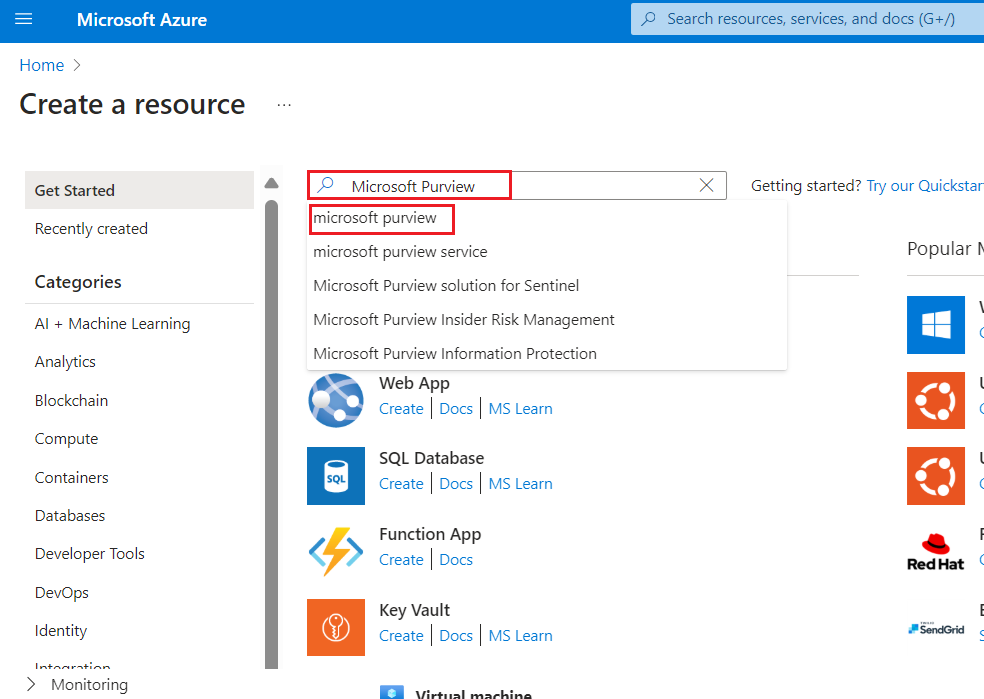 Microsoft Azure
Search resources, services, and docs (G+/)
Home
Create a resource
...
Get Started
Recently created
Categories
AI + Machine Learning
Analytics
Blockchain
Compute
Containers
Databases
Developer Tools
DevOps
Identity
Integration
Monitoring
Microsoft Purview
microsoft purview
microsoft purview service
Microsoft Purview solution for Sentinel
Microsoft Purview Insider Risk Management
Microsoft Purview Information Protection
Web App
Create Docs MS Learn
SQL
SQL Database
Create Docs MS Learn
Function App
Create Docs
Key Vault
Create Docs MS Learn
Virtual machine
Getting started? Try our
Popular
Red Hat
SendGrid